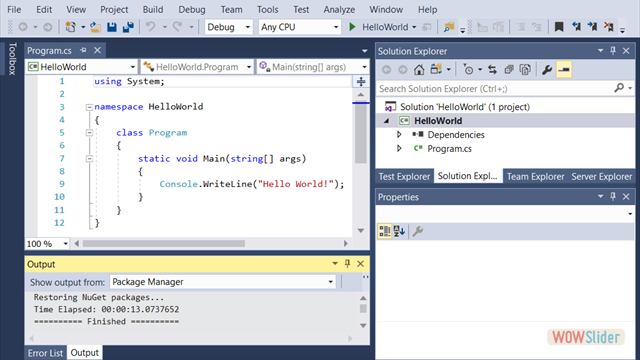 File Edit View Project Build Debug Team Tools Test Analyze Window Help
Debug Any CPU HelloWorld
Toolbox
Program.cs
HelloWorld HelloWorld.Program Main(string[] args)
1 using System;
2
3 namespace HelloWorld
4 {
5 class Program
6 {
7 static void Main(string[] args)
8 {
9 Console.WriteLine("Hello World!");
10 }
11 }
12 }
100 %
Output
Show output from: Package Manager
Restoring NuGet packages...
Time Elapsed: 00:00:13.0737652
========== Finished ==========
Error List Output
Solution Explorer
Search Solution Explorer (Ctrl+;)
Solution 'HelloWorld' (1 project)
C# HelloWorld
Dependencies
C# Program.cs
Test Explorer Solution Expl... Team Explorer Server Explorer
Properties
WOWSlider